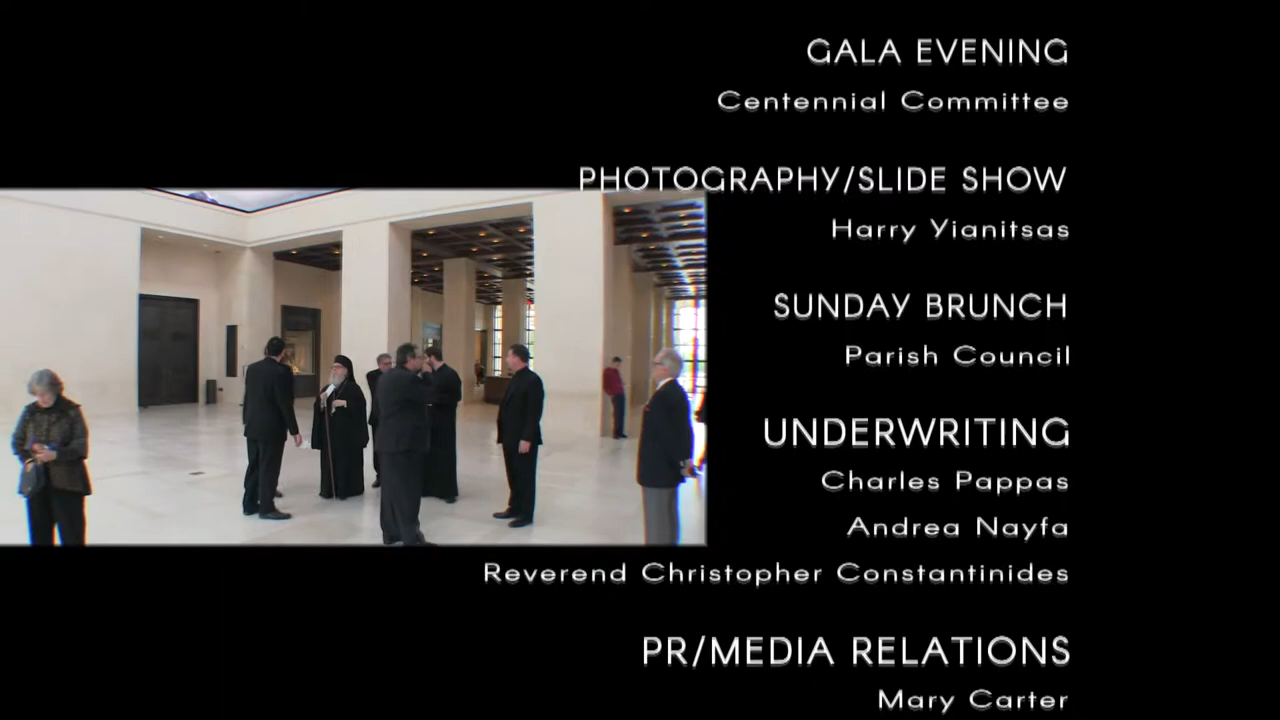 GALA EVENING
Centennial Committee
PHOTOGRAPHY/SLIDE SHOW
Harry Yianitsas
SUNDAY BRUNCH
Parish Council
UNDERWRITING
Charles Pappas
Andrea Nayfa
Reverend Christopher Constantinides
PR/MEDIA RELATIONS
Mary Carter